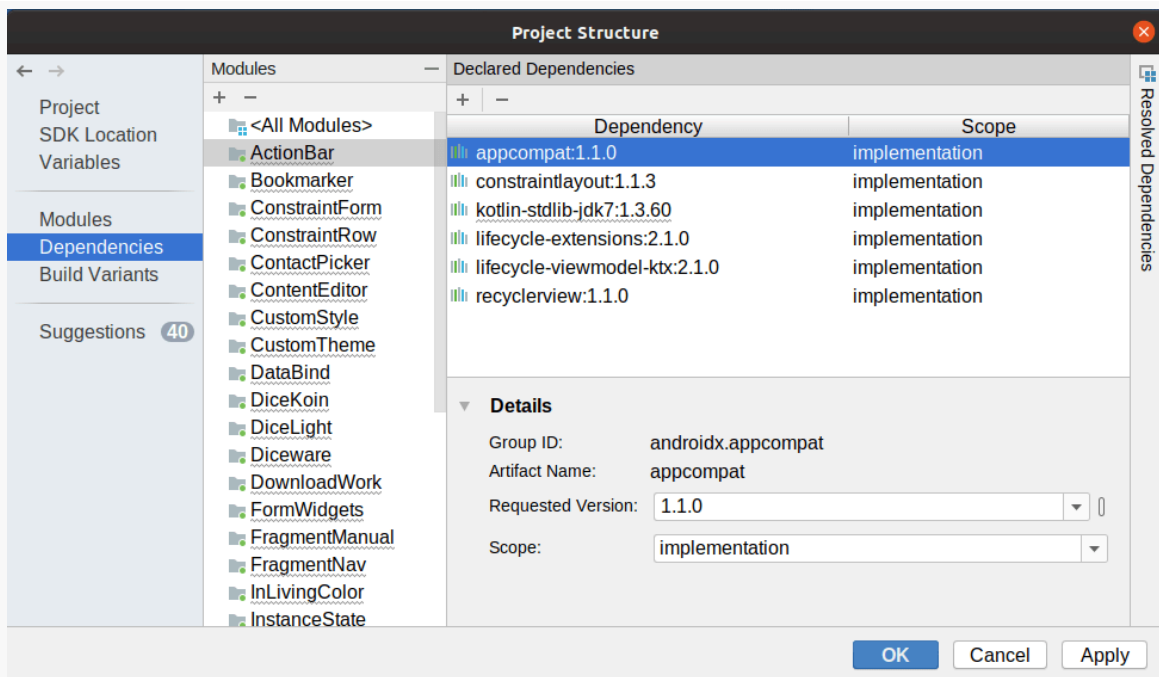 Project Structure
Project
SDK Location
Variables
Modules
Dependencies
Build Variants
Suggestions 40
Modules
<All Modules>
ActionBar
Bookmarker
ConstraintForm
ConstraintRow
ContactPicker
ContentEditor
CustomStyle
CustomTheme
DataBind
DiceKoin
DiceLight
Diceware
DownloadWork
FormWidgets
FragmentManual
FragmentNav
InLivingColor
InstanceState
Declared Dependencies
Dependency Scope
appcompat:1.1.0 implementation
constraintlayout:1.1.3 implementation
kotlin-stdlib-jdk7:1.3.60 implementation
lifecycle-extensions:2.1.0 implementation
lifecycle-viewmodel-ktx:2.1.0 implementation
recyclerview:1.1.0 implementation
Details
Group ID: androidx.appcompat
Artifact Name: appcompat
Requested Version: 1.1.0
Scope: implementation
Resolved Dependencies
OK Cancel Apply